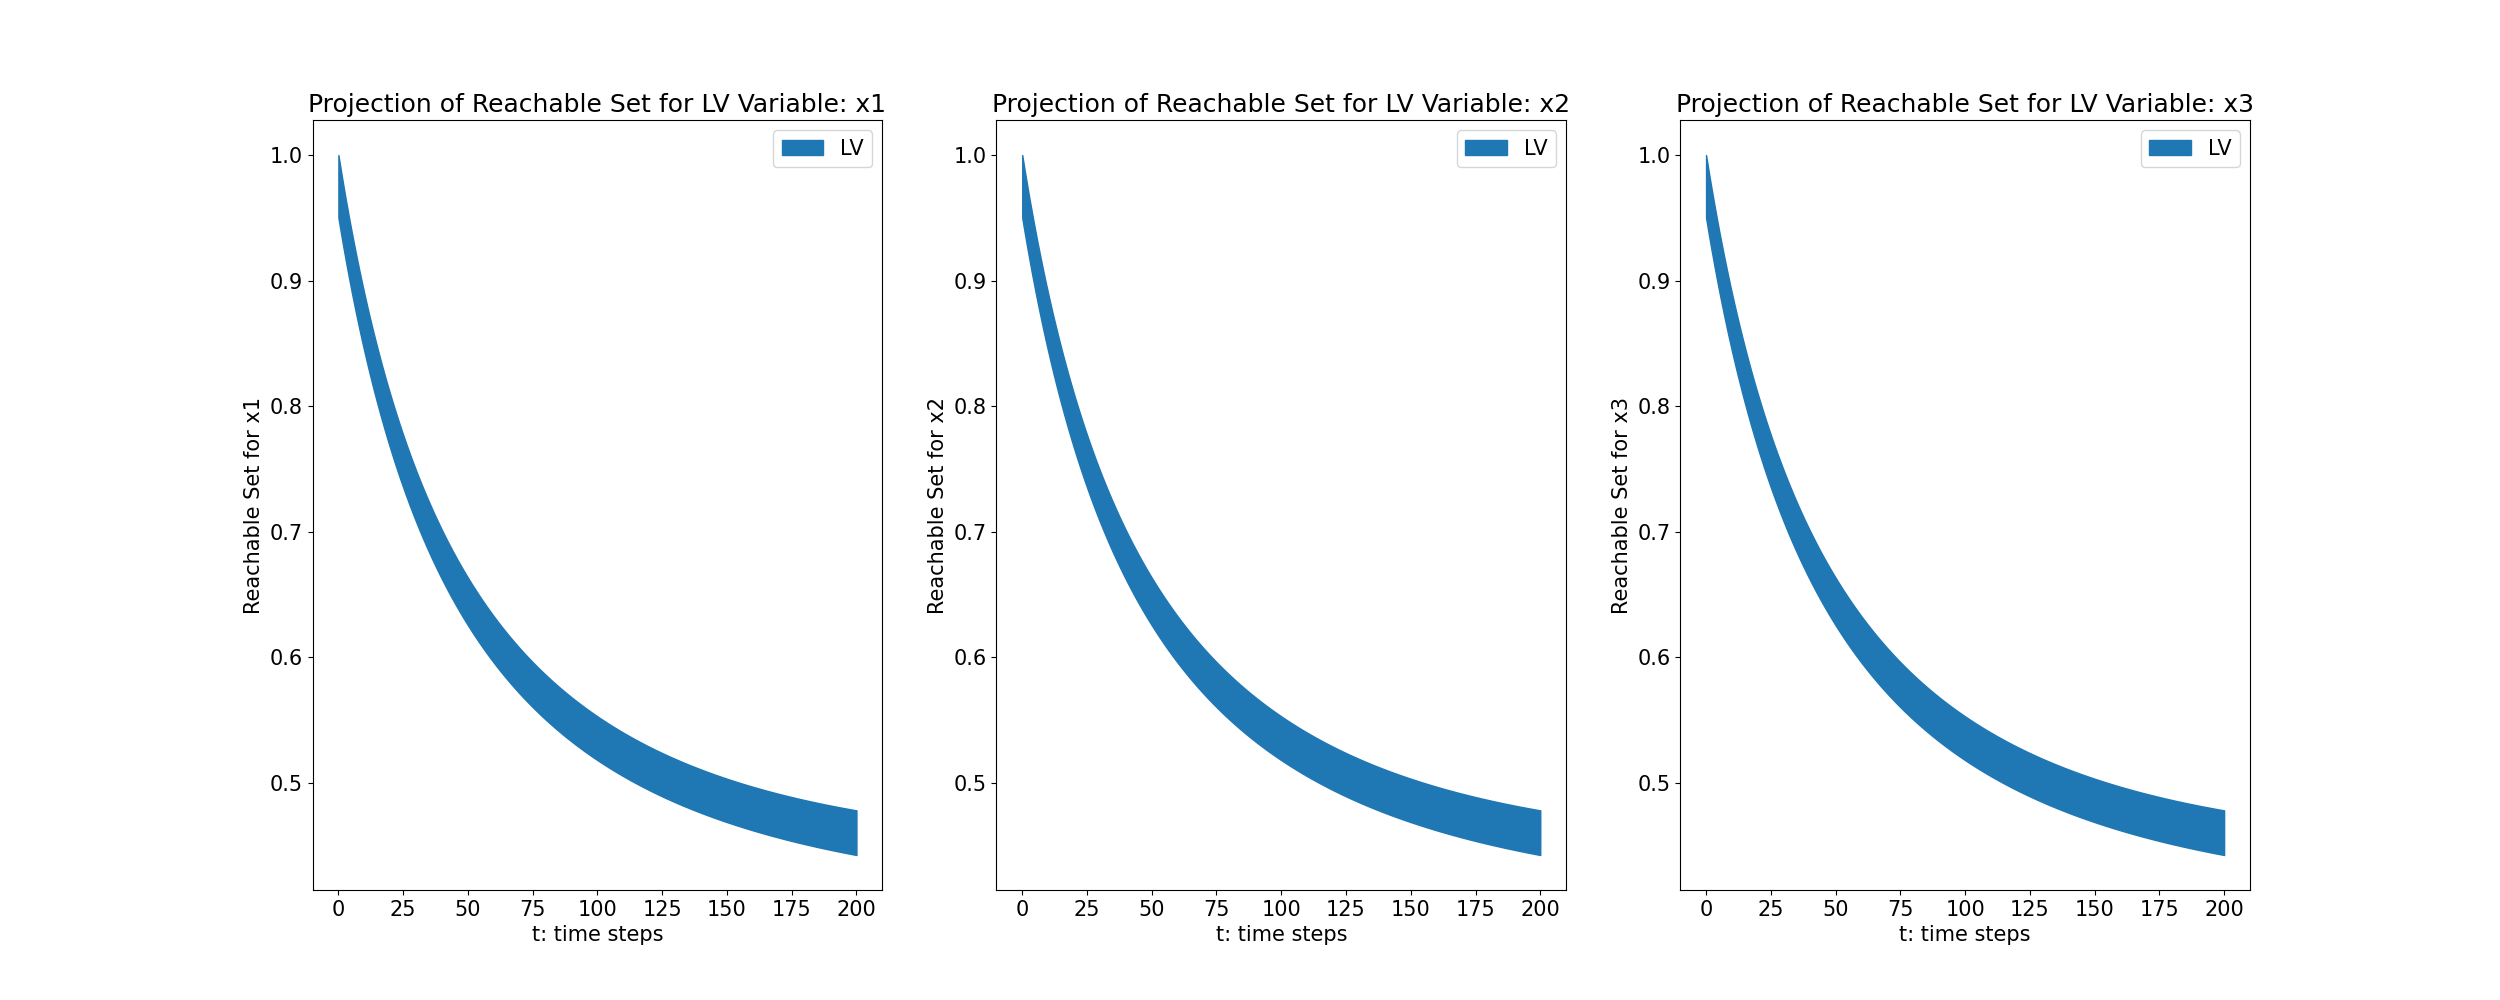 Projection of Reachable Set for LV Variable: x1
LV
1.0
0.9
0.8
0.7
0.6
0.5
Reachable Set for x1
0 25 50 75 100 125 150 175 200
t: time steps
Projection of Reachable Set for LV Variable: x2
LV
1.0
0.9
0.8
0.7
0.6
0.5
Reachable Set for x2
0 25 50 75 100 125 150 175 200
t: time steps
Projection of Reachable Set for LV Variable: x3
LV
1.0
0.9
0.8
0.7
0.6
0.5
Reachable Set for x3
0 25 50 75 100 125 150 175 200
t: time steps